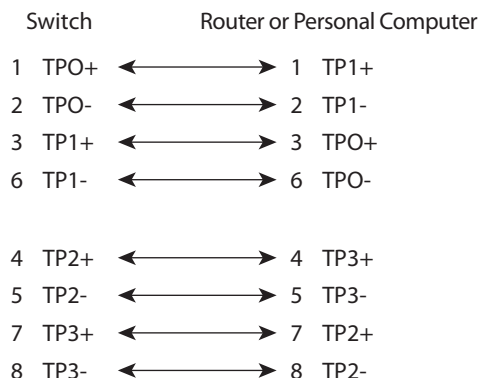 Switch Router or Personal Computer
1 TPO+ 1 TP1+
2 TPO- 2 TP1-
3 TP1+ 3 TPO+
6 TP1- 6 TPO-
4 TP2+ 4 TP3+
5 TP2- 5 TP3-
7 TP3+ 7 TP2+
8 TP3- 8 TP2-